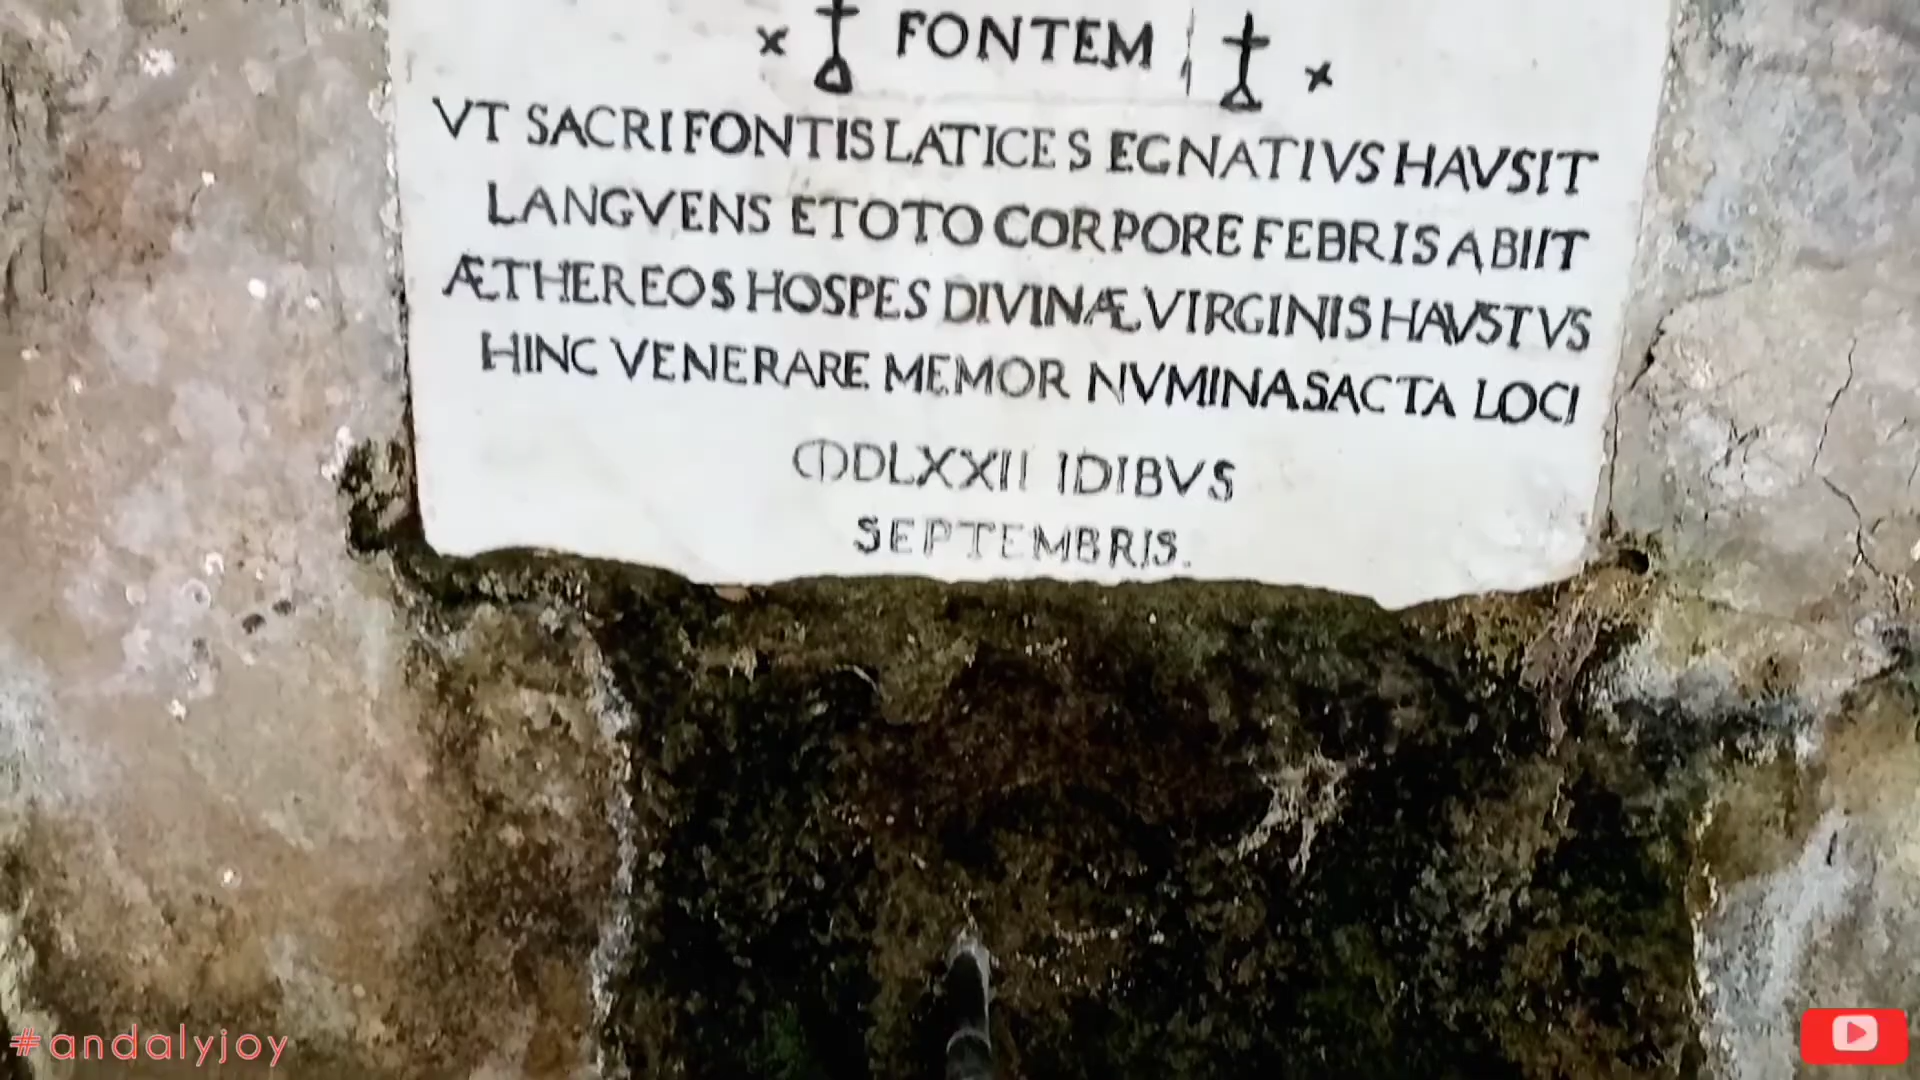 × FONTEM ×
VT SACRI FONTIS LATICES EGNATIVS HAVSIT
LANGVENS E TOTO CORPORE FEBRIS ABIIT
ÆTHEREOS HOSPES DIVINÆ VIRGINIS HAVSTVS
HINC VENERARE MEMOR NVMINA SACTA LOCI
ↀDLXXII IDIBVS
SEPTEMBRIS.
#andalyjoy